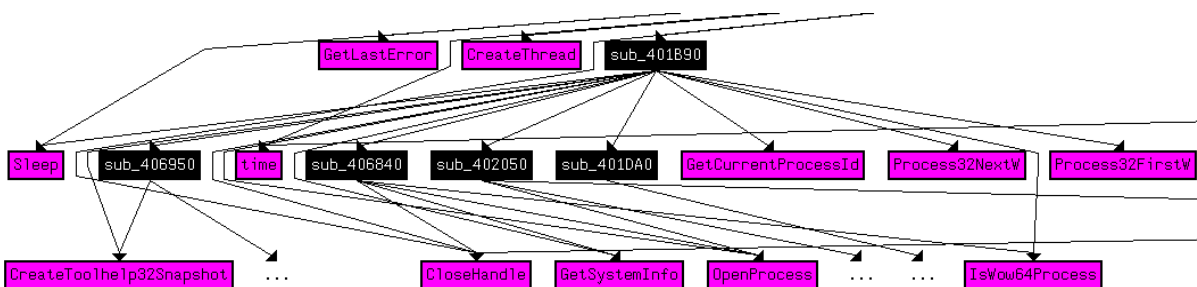 GetLastError CreateThread sub_401B90
Sleep sub_406950 time sub_406840 sub_402050 sub_401DA0 GetCurrentProcessId Process32NextW Process32FirstW
CreateToolhelp32Snapshot ... CloseHandle GetSystemInfo OpenProcess ... ... IsWow64Process